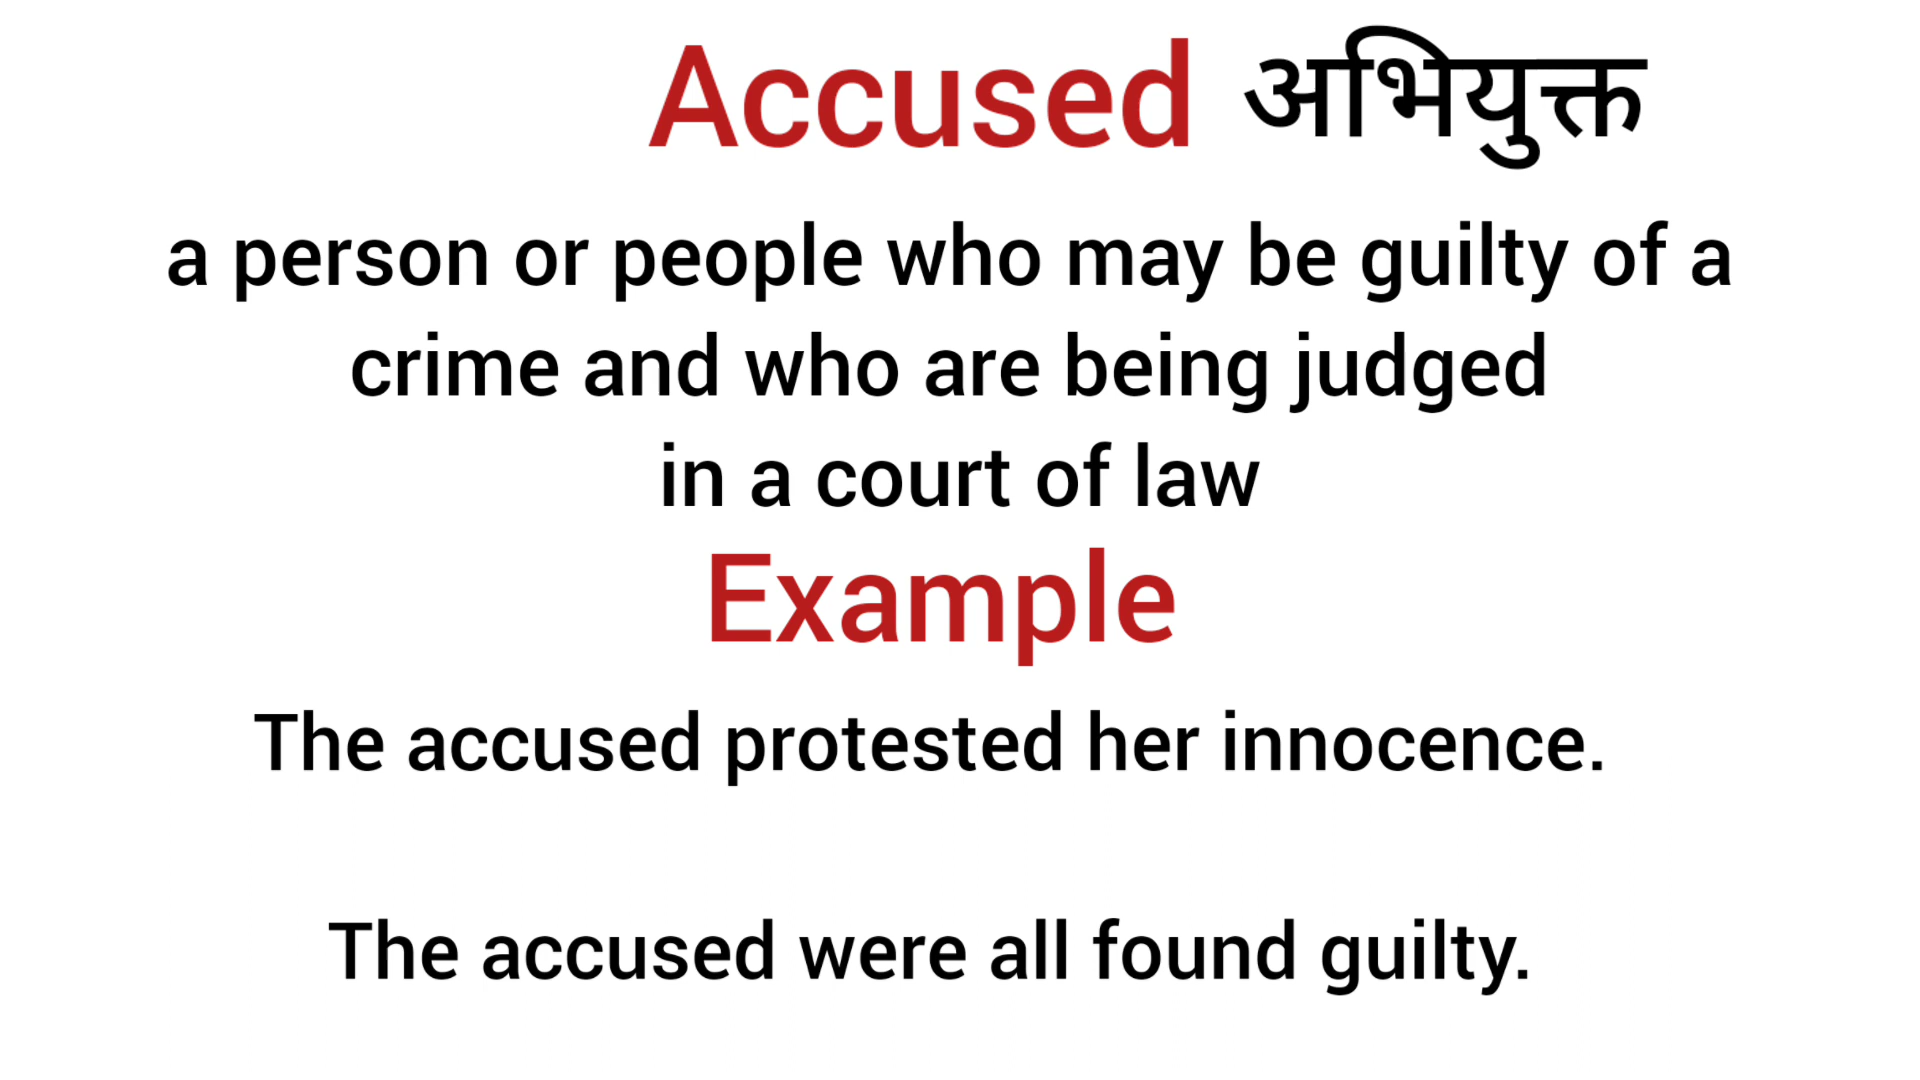 Accused अभियुक्त
a person or people who may be guilty of a
crime and who are being judged
in a court of law
Example
The accused protested her innocence.
The accused were all found guilty.